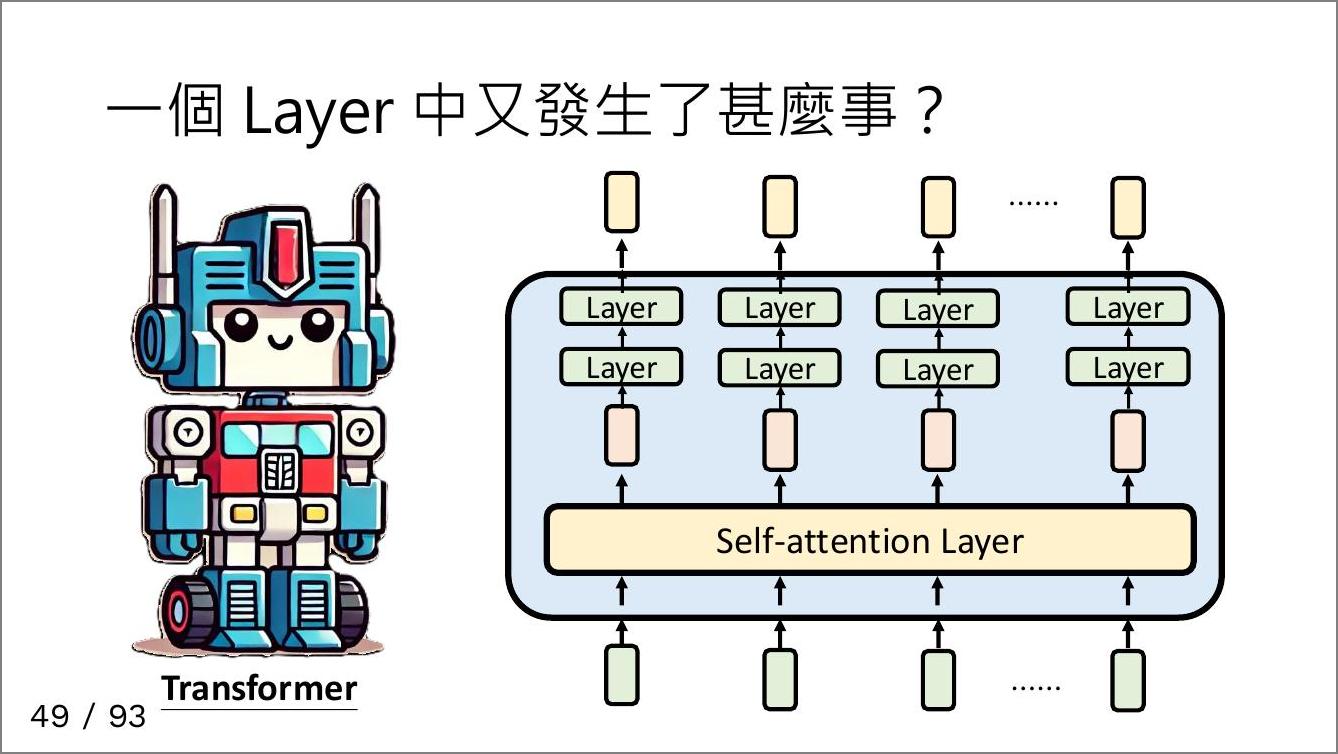 一個 Layer 中又發生了甚麼事？
......
Layer Layer Layer Layer
Layer Layer Layer Layer
Self-attention Layer
......
Transformer
49 / 93